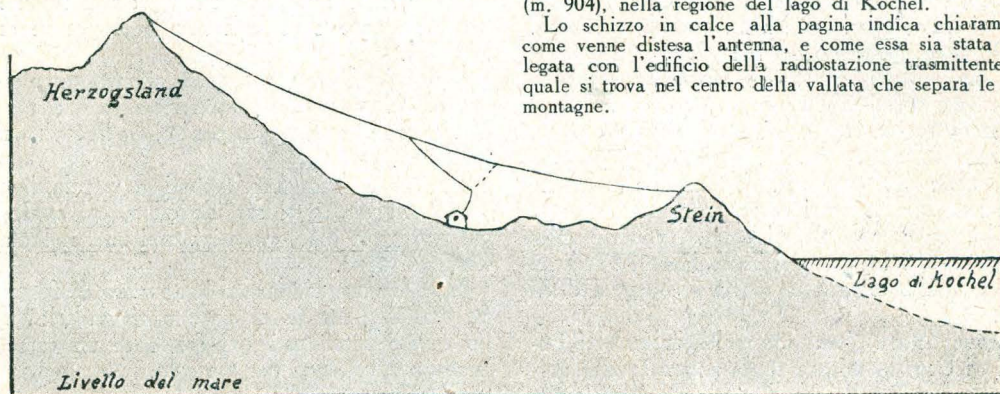 (m. 904), nella regione del lago di Kochel.
Lo schizzo in calce alla pagina indica chiaram
come venne distesa l'antenna, e come essa sia stata
legata con l'edificio della radiostazione trasmittente
quale si trova nel centro della vallata che separa le
montagne.
Herzogsland
Stein
Lago di Kochel
Livello del mare